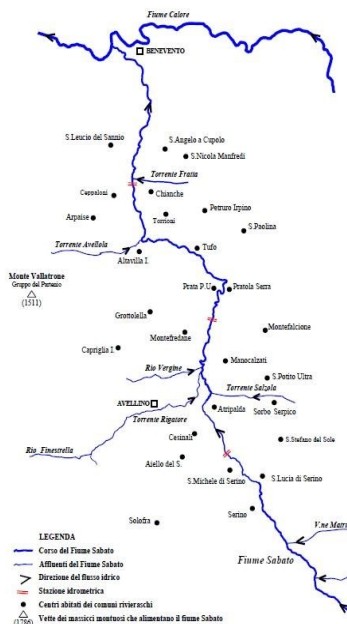 Fiume Calore
BENEVENTO
S.Leucio del Sannio
S.Angelo a Cupolo
S.Nicola Manfredi
Torrente Fratia
Ceppaloni
Chianche
Arpaise
Torrioni
Petruro Irpino
S.Paolina
Torrente Avellola
Tufo
Altavilla I.
Monte Vallatrone
Gruppo del Partenio
(1511)
Prata P.U
Pratola Serra
Grottolella
Montefredane
Montefalcione
Capriglia I.
Manocalzati
Rio Vergine
S.Potito Ultra
Torrente Salzola
AVELLINO
Atripalda
Sorbo Serpico
Torrente Rigatore
Cesinali
S.Stefano del Sole
Rio Finestrella
Aiello del S.
S.Michele di Serino
S.Lucia di Serino
Solofra
Serino
V.ne Matru
Fiume Sabato
LEGENDA
Corso del Fiume Sabato
Affluenti del Fiume Sabato
Direzione del flusso idrico
Stazione idrometrica
Centri abitati dei comuni rivieraschi
(1786) Vette dei massicci montuosi che alimentano il fiume Sabato